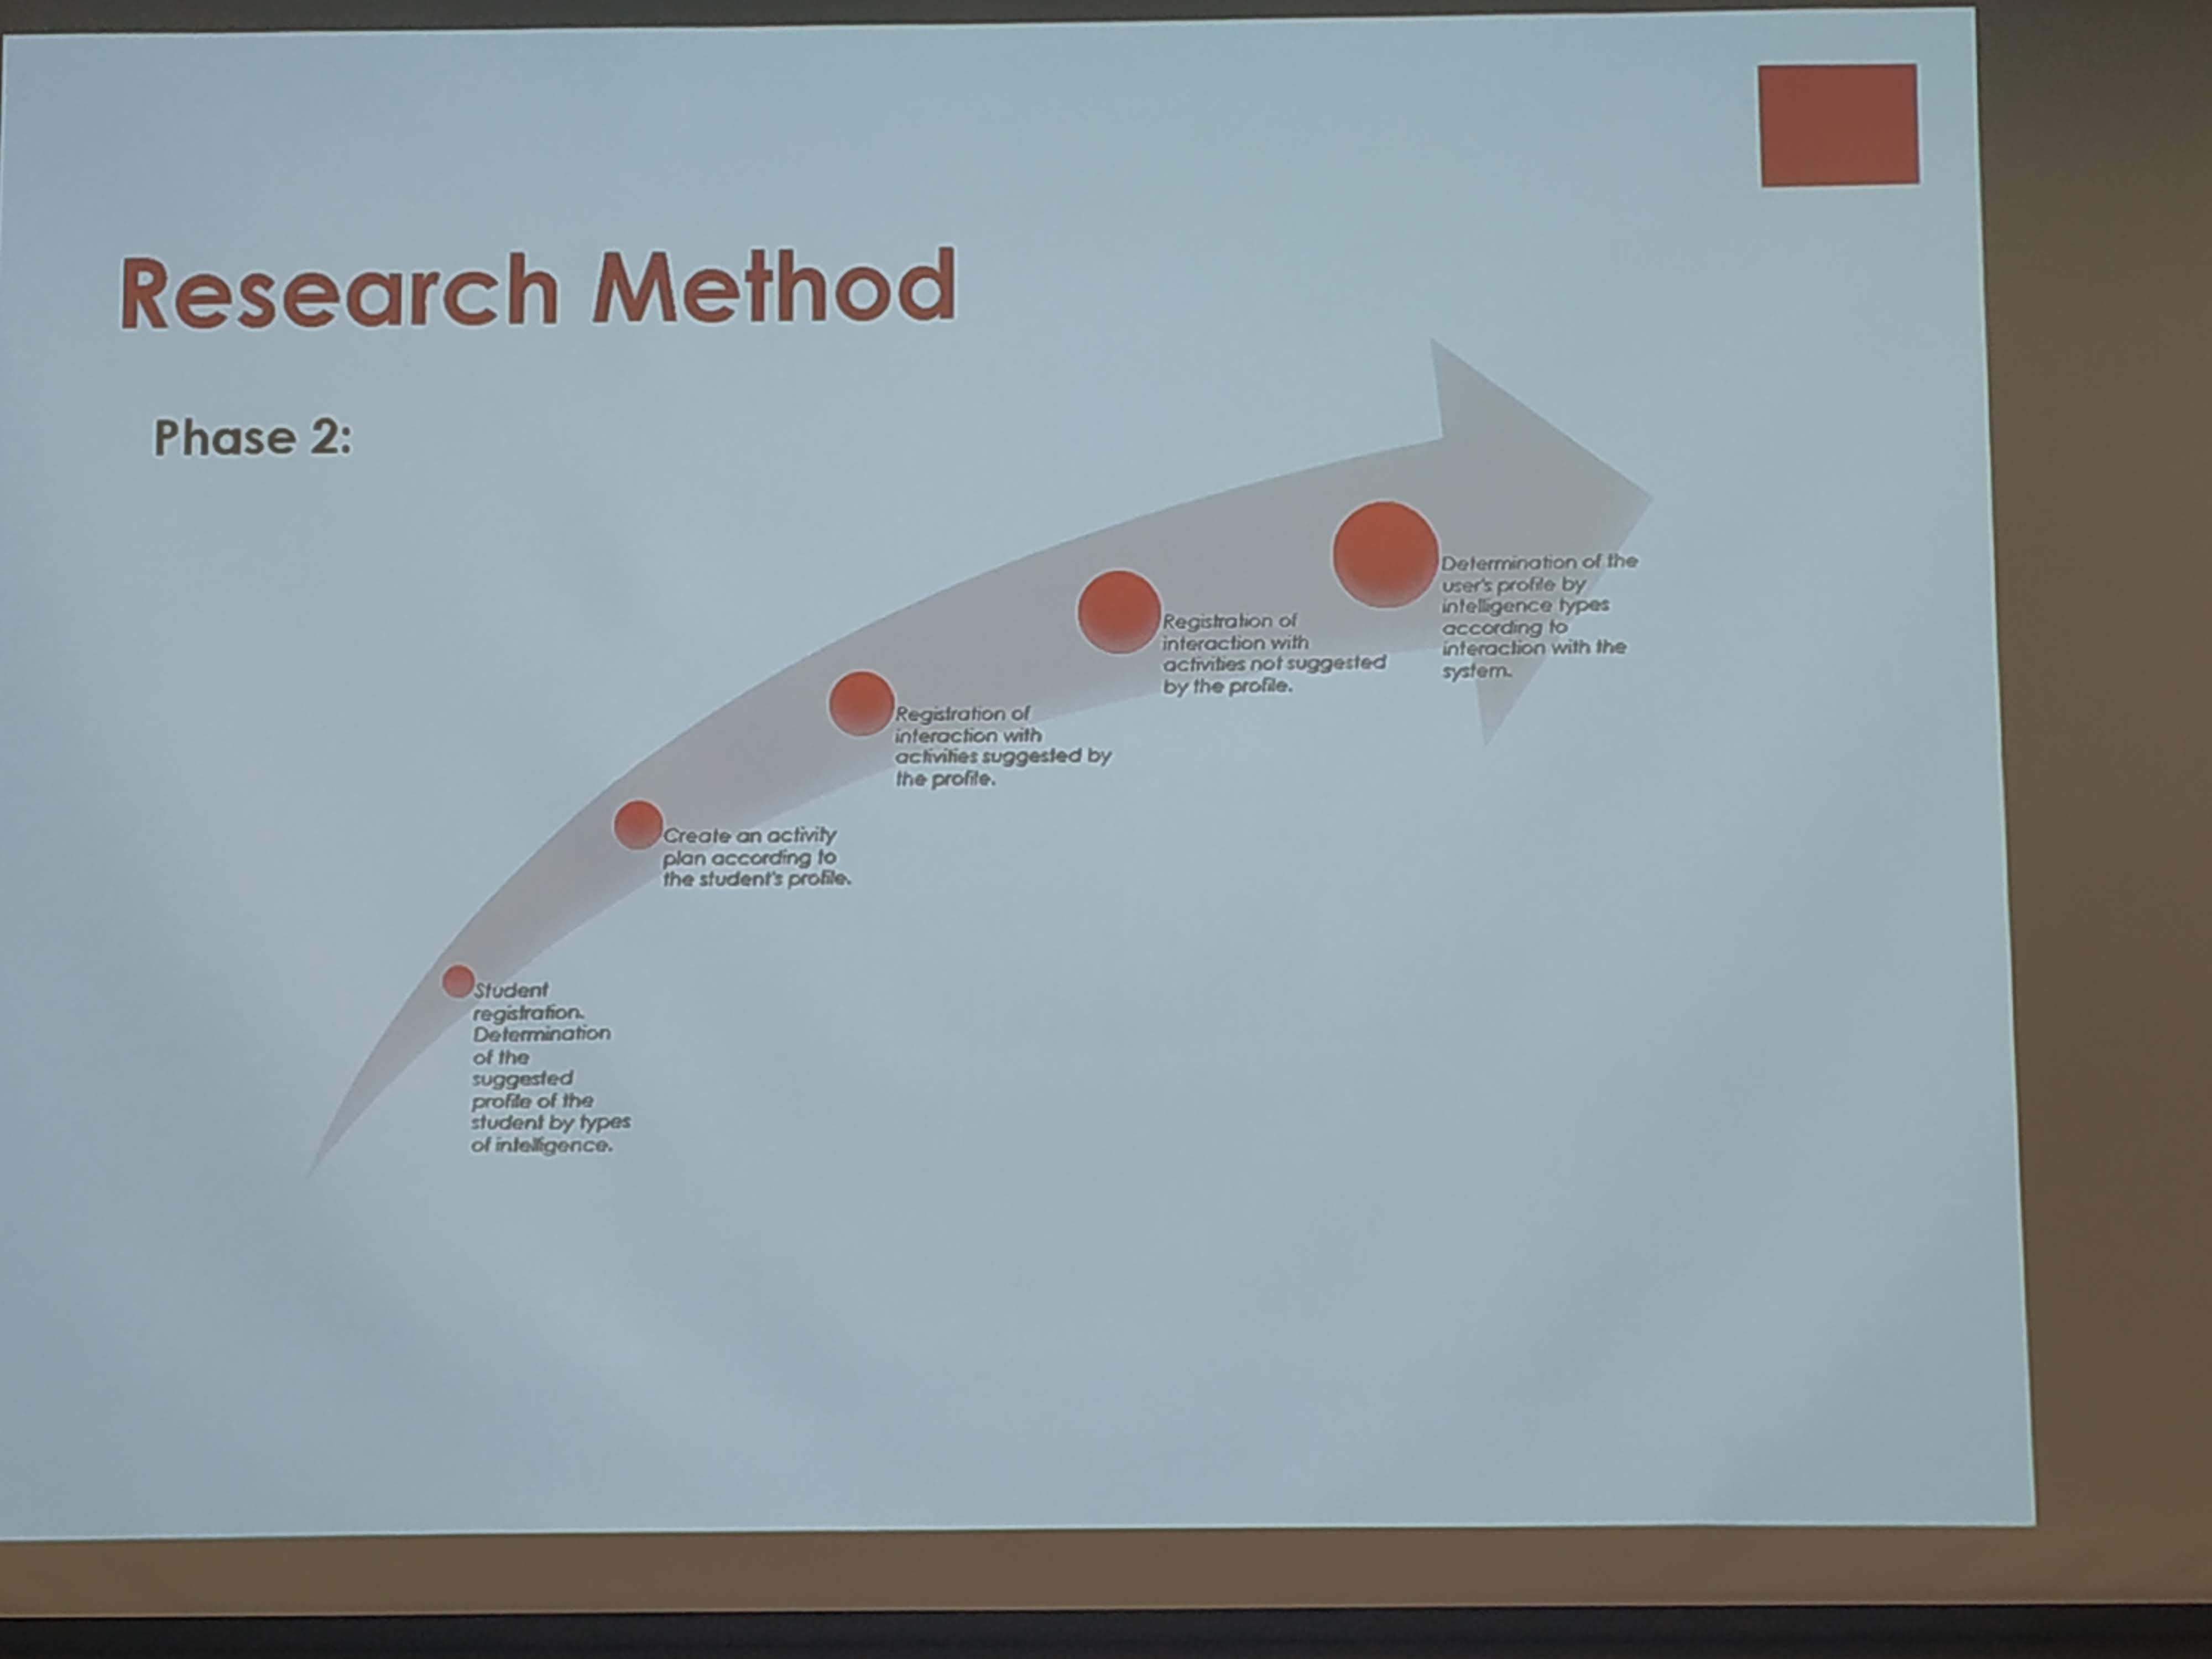 Research Method
Phase 2:
Student
registration.
Determination
of the
suggested
profile of the
student by types
of intelligence.
Create an activity
plan according to
the student's profile.
Registration of
interaction with
activities suggested by
the profile.
Registration of
interaction with
activities not suggested
by the profile.
Determination of the
user's profile by
intelligence types
according to
interaction with the
system.